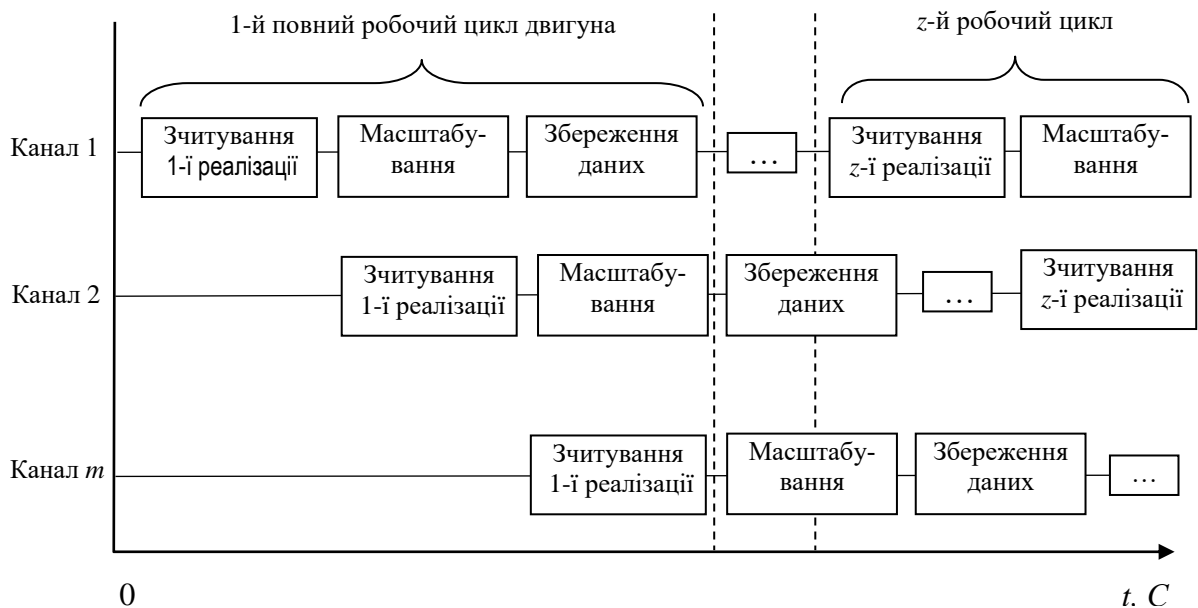 1-й повний робочий цикл двигуна
z-й робочий цикл
Канал 1
Зчитування
1-ї реалізації
Масштабу-
вання
Збереження
даних
…
Зчитування
z-ї реалізації
Масштабу-
вання
Канал 2
Зчитування
1-ї реалізації
Масштабу-
вання
Збереження
даних
…
Зчитування
z-ї реалізації
Канал m
Зчитування
1-ї реалізації
Масштабу-
вання
Збереження
даних
…
0
t, C